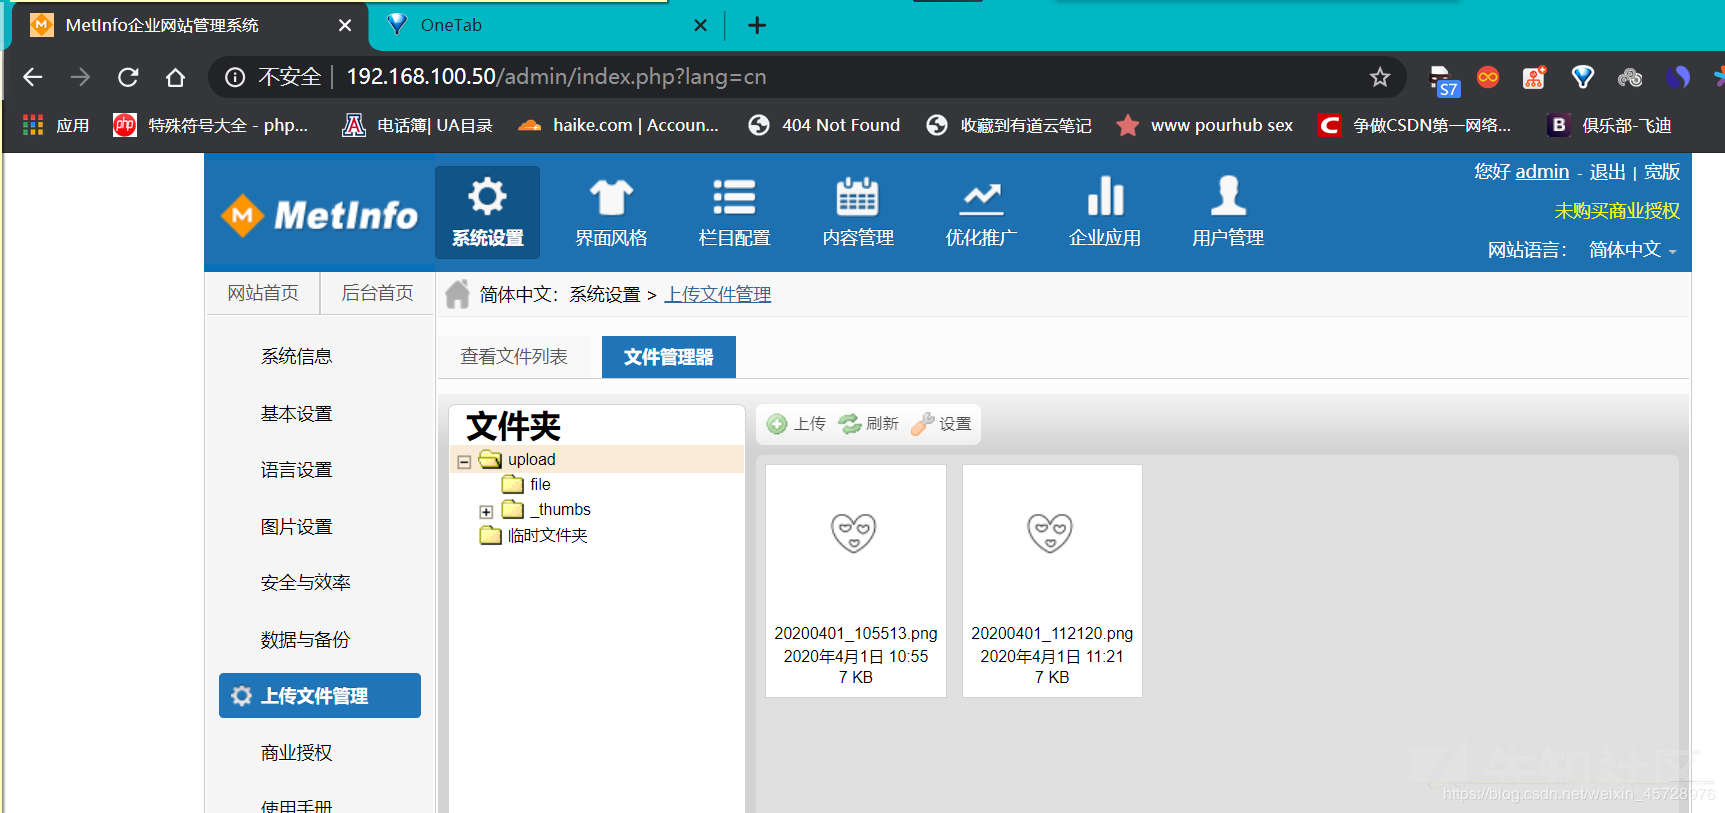 MetInfo企业网站管理系统
OneTab
不安全 | 192.168.100.50/admin/index.php?lang=cn
S7
应用
php
特殊符号大全 - php...
电话簿| UA目录
haike.com | Accoun...
404 Not Found
收藏到有道云笔记
www pourhub sex
争做CSDN第一网络...
俱乐部-飞迪
MetInfo
系统设置
界面风格
栏目配置
内容管理
优化推广
企业应用
用户管理
您好 admin - 退出 | 宽版
未购买商业授权
网站语言： 简体中文
网站首页
后台首页
简体中文：系统设置 > 上传文件管理
系统信息
基本设置
语言设置
图片设置
安全与效率
数据与备份
上传文件管理
商业授权
使用手册
查看文件列表
文件管理器
文件夹
upload
file
_thumbs
临时文件夹
上传
刷新
设置
20200401_105513.png
2020年4月1日 10:55
7 KB
20200401_112120.png
2020年4月1日 11:21
7 KB
https://blog.csdn.net/weixin_45728976